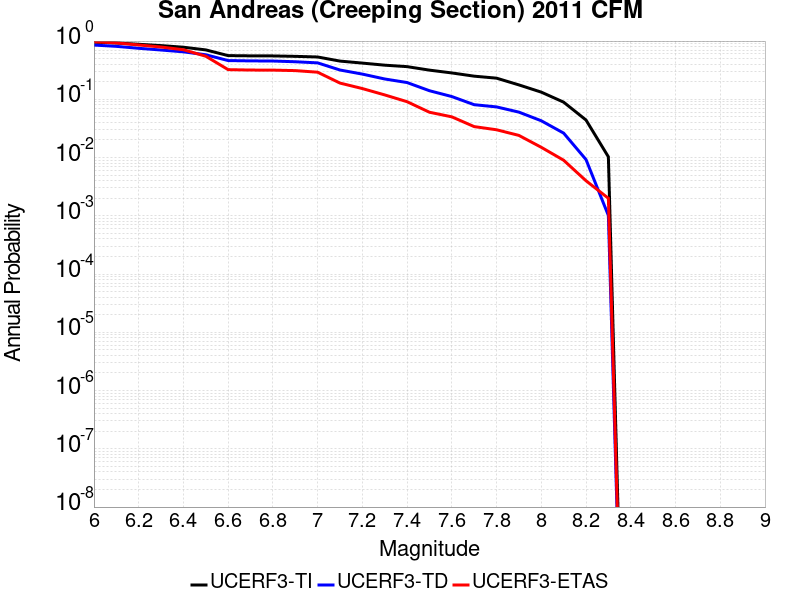 San Andreas (Creeping Section) 2011 CFM
10^0
10^-1
10^-2
10^-3
10^-4
10^-5
10^-6
10^-7
10^-8
Annual Probability
6 6.2 6.4 6.6 6.8 7 7.2 7.4 7.6 7.8 8 8.2 8.4 8.6 8.8 9
Magnitude
UCERF3-TI UCERF3-TD UCERF3-ETAS